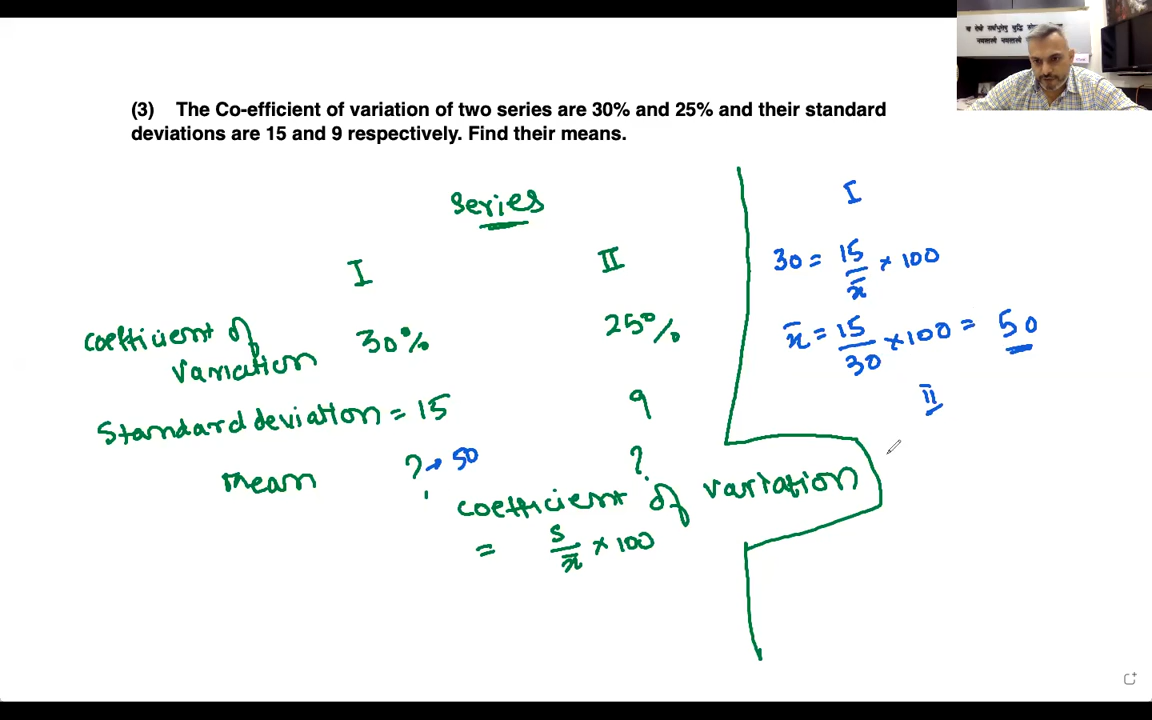 या देवी सर्वभूतेषु बुद्धि
(3) The Co-efficient of variation of two series are 30% and 25% and their standard
deviations are 15 and 9 respectively. Find their means.
Series
I II
coefficient of variation 30% 25%
Standard deviation = 15 9
mean ? → 50 ?
coefficient of variation
= s/x̄ × 100
I
30 = 15/x̄ × 100
x̄ = 15/30 × 100 = 50
II